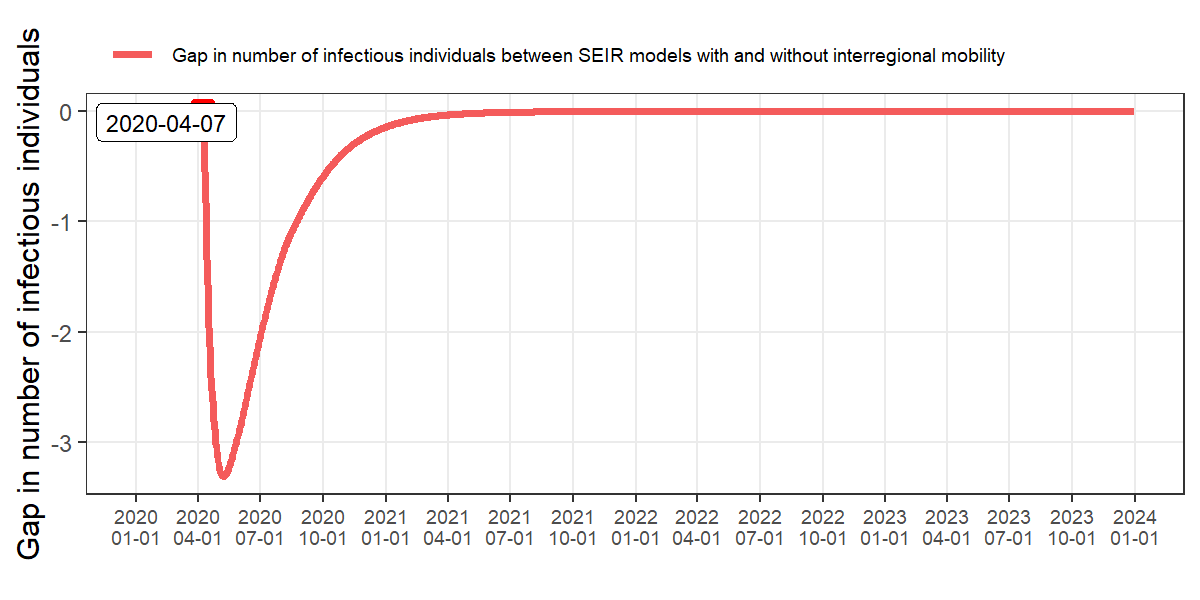 Gap in number of infectious individuals between SEIR models with and without interregional mobility
Gap in number of infectious individuals
0
-1
-2
-3
2020-04-07
2020 2020 2020 2020 2021 2021 2021 2021 2022 2022 2022 2022 2023 2023 2023 2023 2024
01-01 04-01 07-01 10-01 01-01 04-01 07-01 10-01 01-01 04-01 07-01 10-01 01-01 04-01 07-01 10-01 01-01